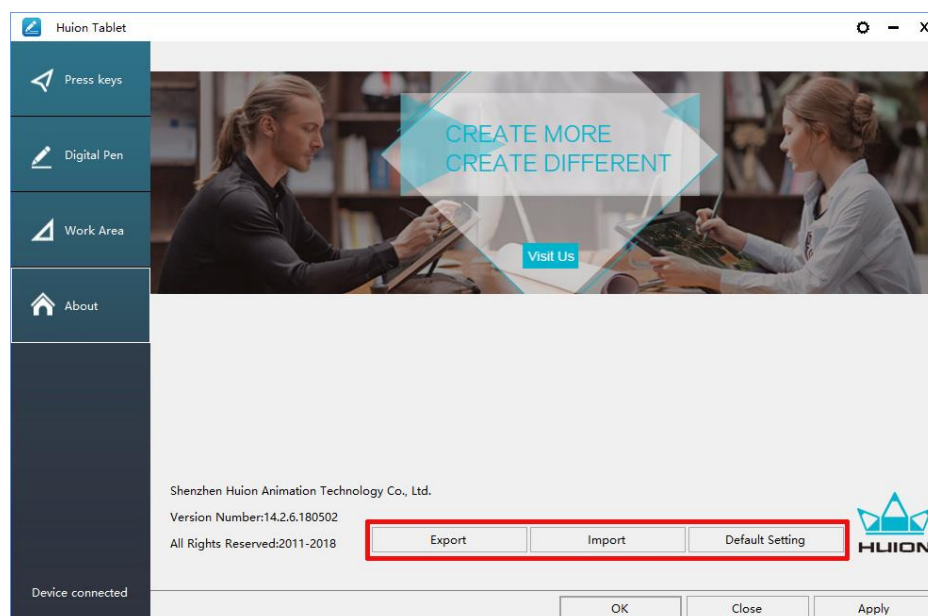 Huion Tablet
Press keys
Digital Pen
Work Area
About
CREATE MORE
CREATE DIFFERENT
Visit Us
Shenzhen Huion Animation Technology Co., Ltd.
Version Number:14.2.6.180502
All Rights Reserved:2011-2018
Export Import Default Setting
HUION
Device connected
OK Close Apply